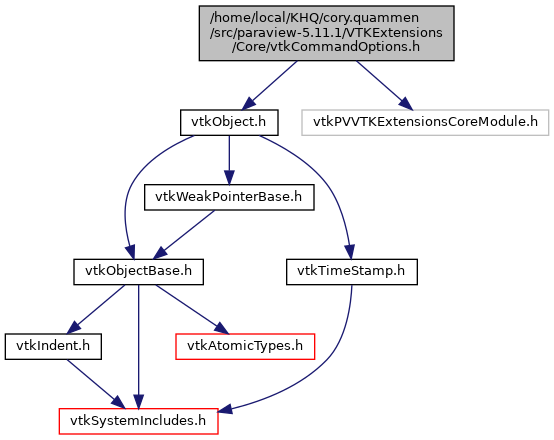 /home/local/KHQ/cory.quammen
/src/paraview-5.11.1/VTKExtensions
/Core/vtkCommandOptions.h
vtkObject.h
vtkPVVTKExtensionsCoreModule.h
vtkWeakPointerBase.h
vtkObjectBase.h
vtkTimeStamp.h
vtkIndent.h
vtkAtomicTypes.h
vtkSystemIncludes.h